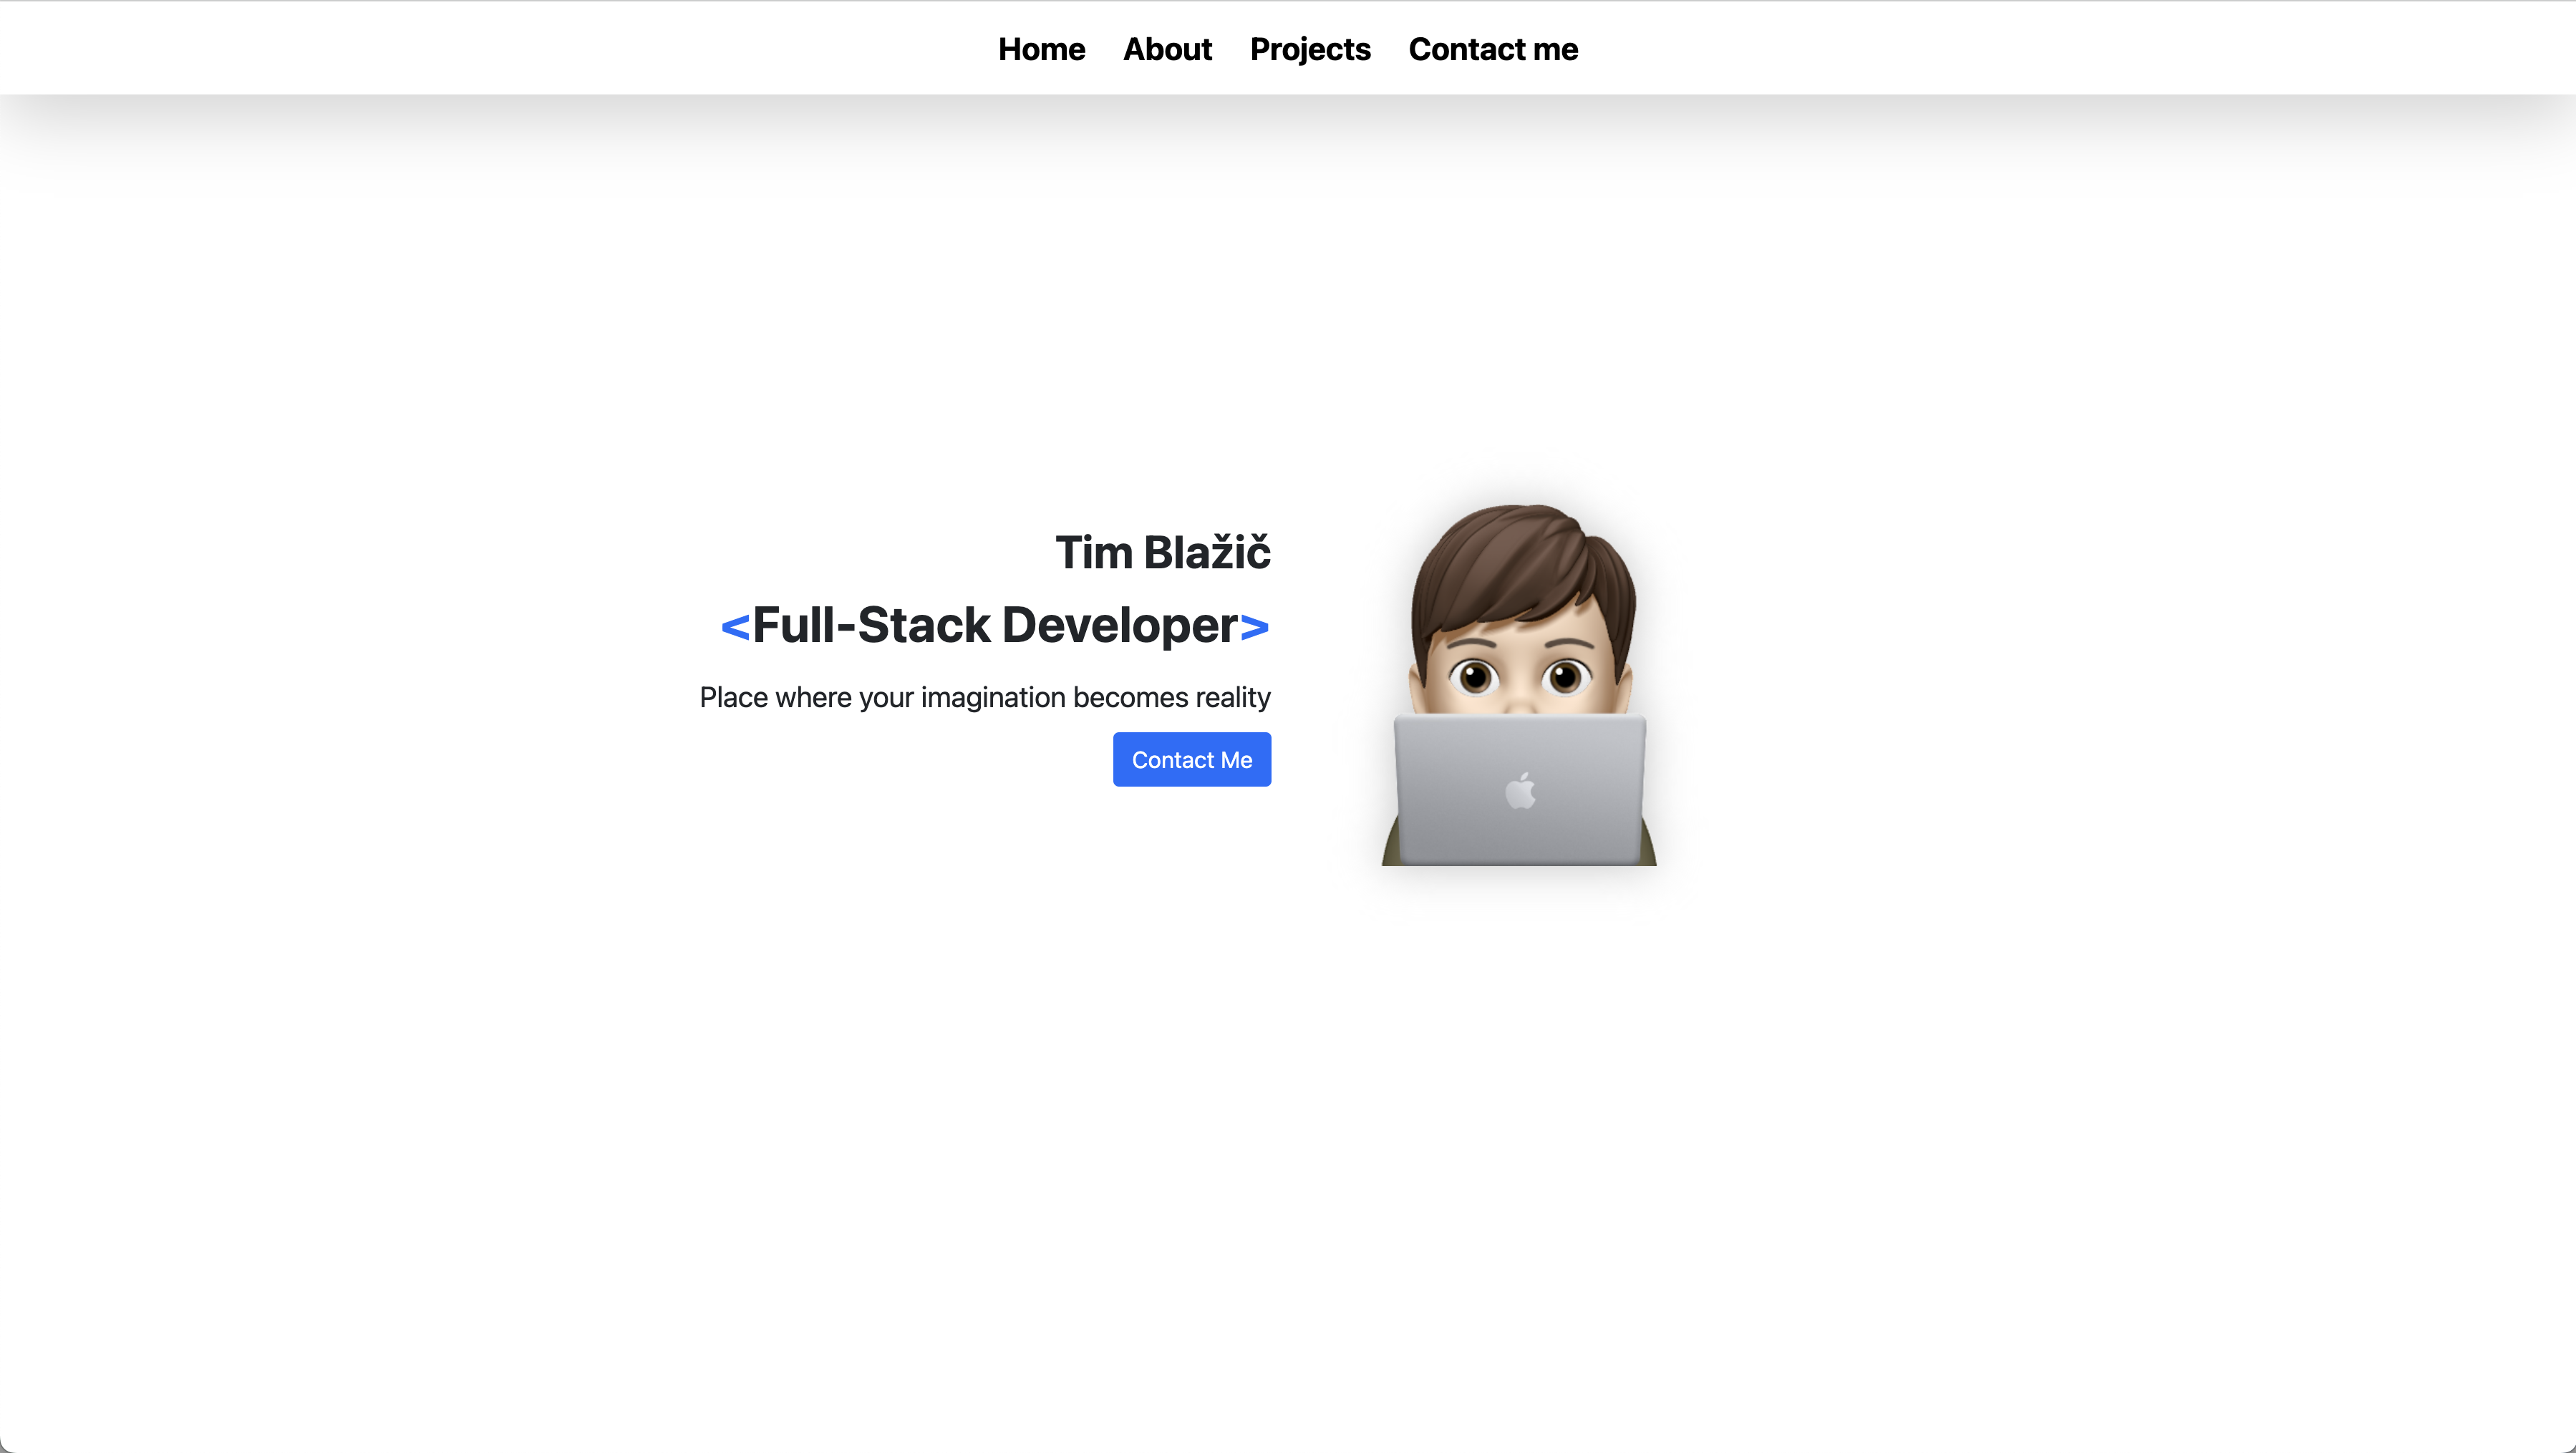 Home About Projects Contact me
Tim Blažič
<Full-Stack Developer>
Place where your imagination becomes reality
Contact Me